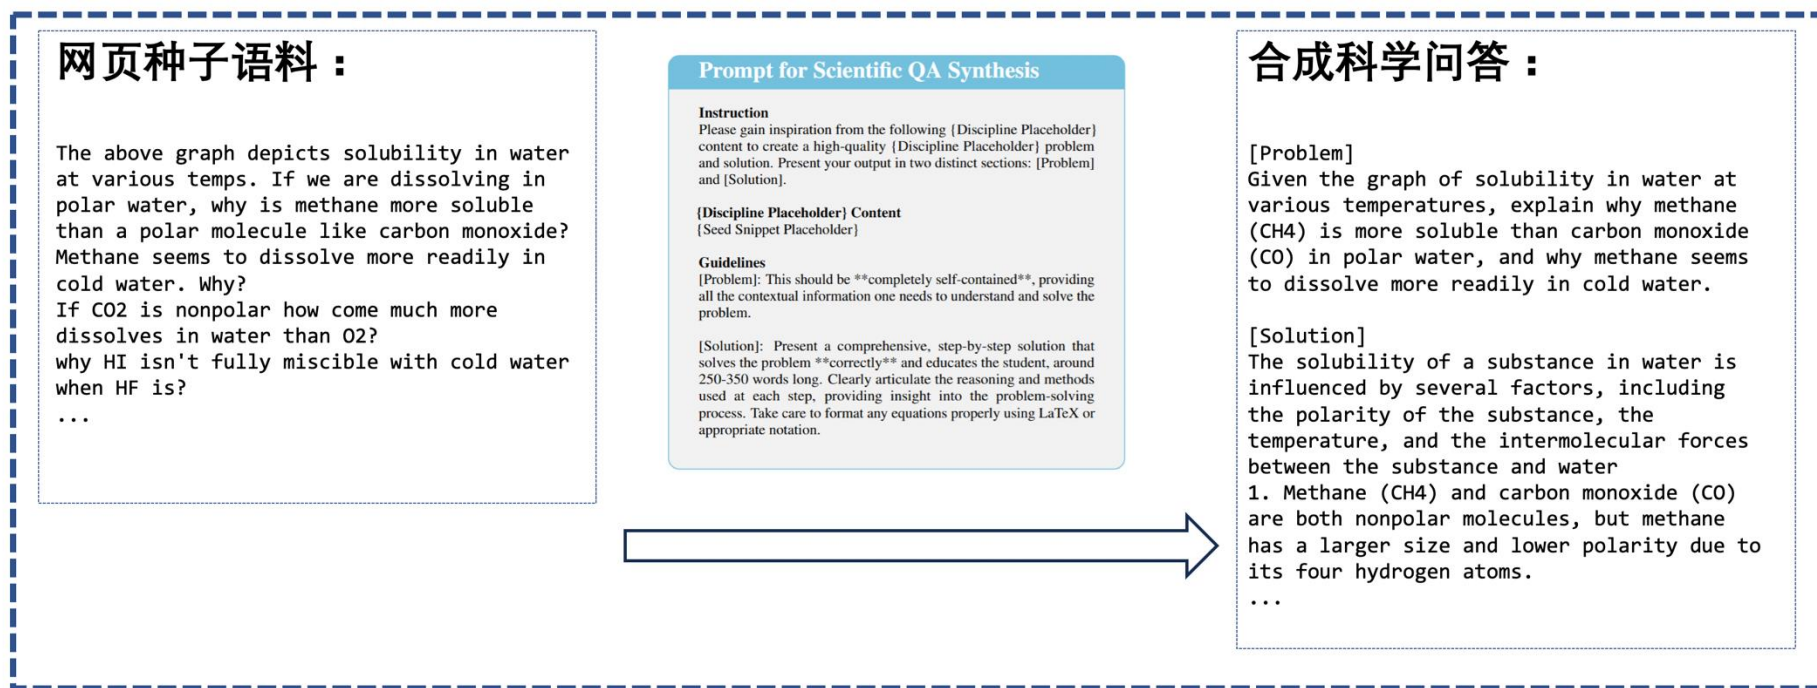 网页种子语料：
The above graph depicts solubility in water
at various temps. If we are dissolving in
polar water, why is methane more soluble
than a polar molecule like carbon monoxide?
Methane seems to dissolve more readily in
cold water. Why?
If CO2 is nonpolar how come much more
dissolves in water than O2?
why HI isn't fully miscible with cold water
when HF is?
...
Prompt for Scientific QA Synthesis
Instruction
Please gain inspiration from the following {Discipline Placeholder}
content to create a high-quality {Discipline Placeholder} problem
and solution. Present your output in two distinct sections: [Problem]
and [Solution].
{Discipline Placeholder} Content
{Seed Snippet Placeholder}
Guidelines
[Problem]: This should be **completely self-contained**, providing
all the contextual information one needs to understand and solve the
problem.
[Solution]: Present a comprehensive, step-by-step solution that
solves the problem **correctly** and educates the student, around
250-350 words long. Clearly articulate the reasoning and methods
used at each step, providing insight into the problem-solving
process. Take care to format any equations properly using LaTeX or
appropriate notation.
合成科学问答：
[Problem]
Given the graph of solubility in water at
various temperatures, explain why methane
(CH4) is more soluble than carbon monoxide
(CO) in polar water, and why methane seems
to dissolve more readily in cold water.
[Solution]
The solubility of a substance in water is
influenced by several factors, including
the polarity of the substance, the
temperature, and the intermolecular forces
between the substance and water
1. Methane (CH4) and carbon monoxide (CO)
are both nonpolar molecules, but methane
has a larger size and lower polarity due to
its four hydrogen atoms.
...